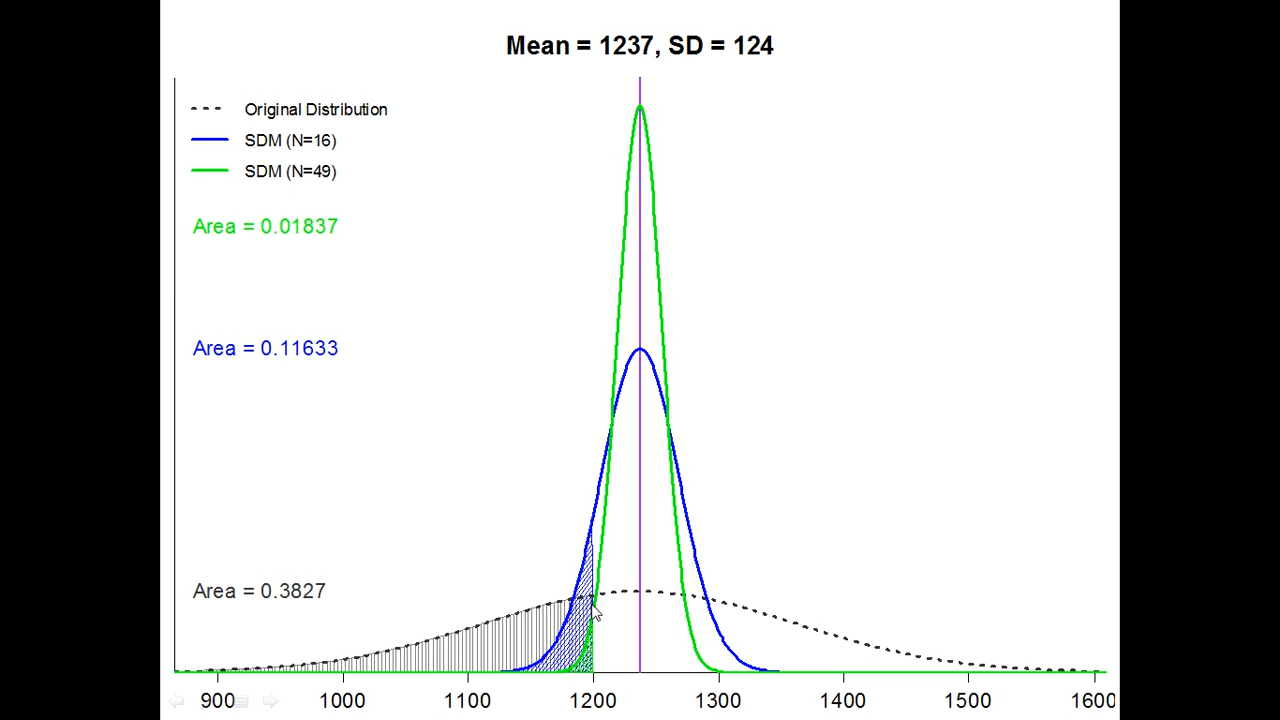 Mean = 1237, SD = 124
Original Distribution
SDM (N=16)
SDM (N=49)
Area = 0.01837
Area = 0.11633
Area = 0.3827
900 1000 1100 1200 1300 1400 1500 1600